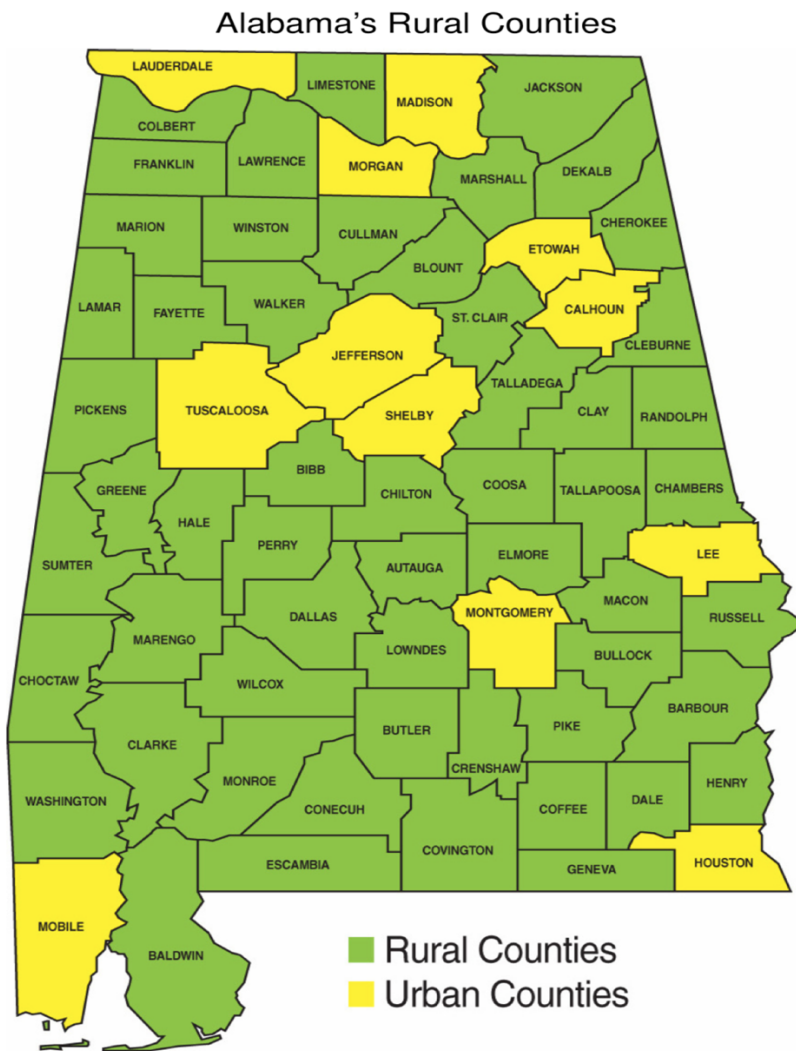 Alabama's Rural Counties
LAUDERDALE
LIMESTONE
MADISON
JACKSON
COLBERT
FRANKLIN
LAWRENCE
MORGAN
MARSHALL
DEKALB
CHEROKEE
MARION
WINSTON
CULLMAN
BLOUNT
ETOWAH
LAMAR
FAYETTE
WALKER
JEFFERSON
ST. CLAIR
CALHOUN
CLEBURNE
PICKENS
TUSCALOOSA
SHELBY
TALLADEGA
CLAY
RANDOLPH
GREENE
HALE
BIBB
CHILTON
COOSA
TALLAPOOSA
CHAMBERS
SUMTER
PERRY
AUTAUGA
ELMORE
LEE
MARENGO
DALLAS
LOWNDES
MONTGOMERY
MACON
RUSSELL
CHOCTAW
WILCOX
BULLOCK
CLARKE
BUTLER
CRENSHAW
PIKE
BARBOUR
WASHINGTON
MONROE
CONECUH
COFFEE
DALE
HENRY
ESCAMBIA
COVINGTON
GENEVA
HOUSTON
MOBILE
BALDWIN
Rural Counties
Urban Counties